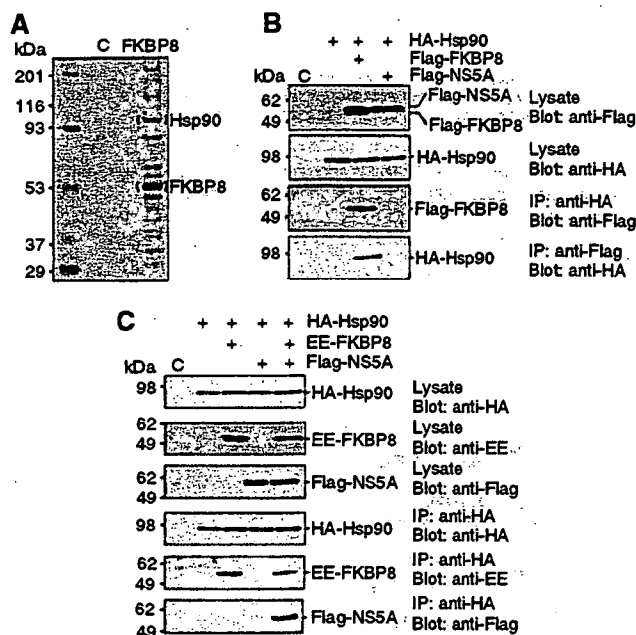 A
kDa C FKBP8
201
116
93
53
37
29
Hsp90
FKBP8
B
+ + + HA-Hsp90
+ Flag-FKBP8
kDa C + Flag-NS5A
62
49
Flag-NS5A
Flag-FKBP8
Lysate
Blot: anti-Flag
98
HA-Hsp90
Lysate
Blot: anti-HA
62
49
Flag-FKBP8
IP: anti-HA
Blot: anti-Flag
98
HA-Hsp90
IP: anti-Flag
Blot: anti-HA
C
+ + + + HA-Hsp90
+ + EE-FKBP8
kDa C + + Flag-NS5A
98
HA-Hsp90
Lysate
Blot: anti-HA
62
49
EE-FKBP8
Lysate
Blot: anti-EE
62
49
Flag-NS5A
Lysate
Blot: anti-Flag
98
HA-Hsp90
IP: anti-HA
Blot: anti-HA
62
49
EE-FKBP8
IP: anti-HA
Blot: anti-EE
62
49
Flag-NS5A
IP: anti-HA
Blot: anti-Flag